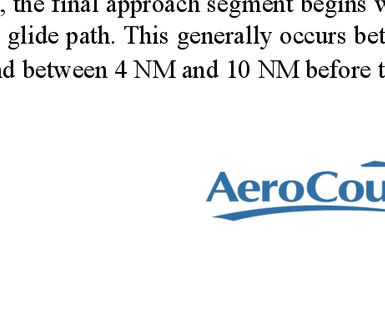 , the final approach segment begins w
glide path. This generally occurs bet
nd between 4 NM and 10 NM before t
AeroCou